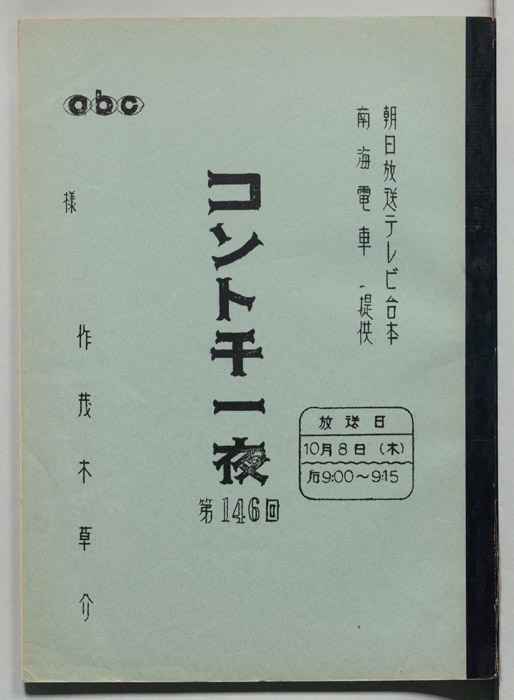 朝日放送テレビ台本
南海電車・提供
コント千一夜
第146回
放送日
10月8日(木)
后9:00～9:15
作 茂木草介
様
abc